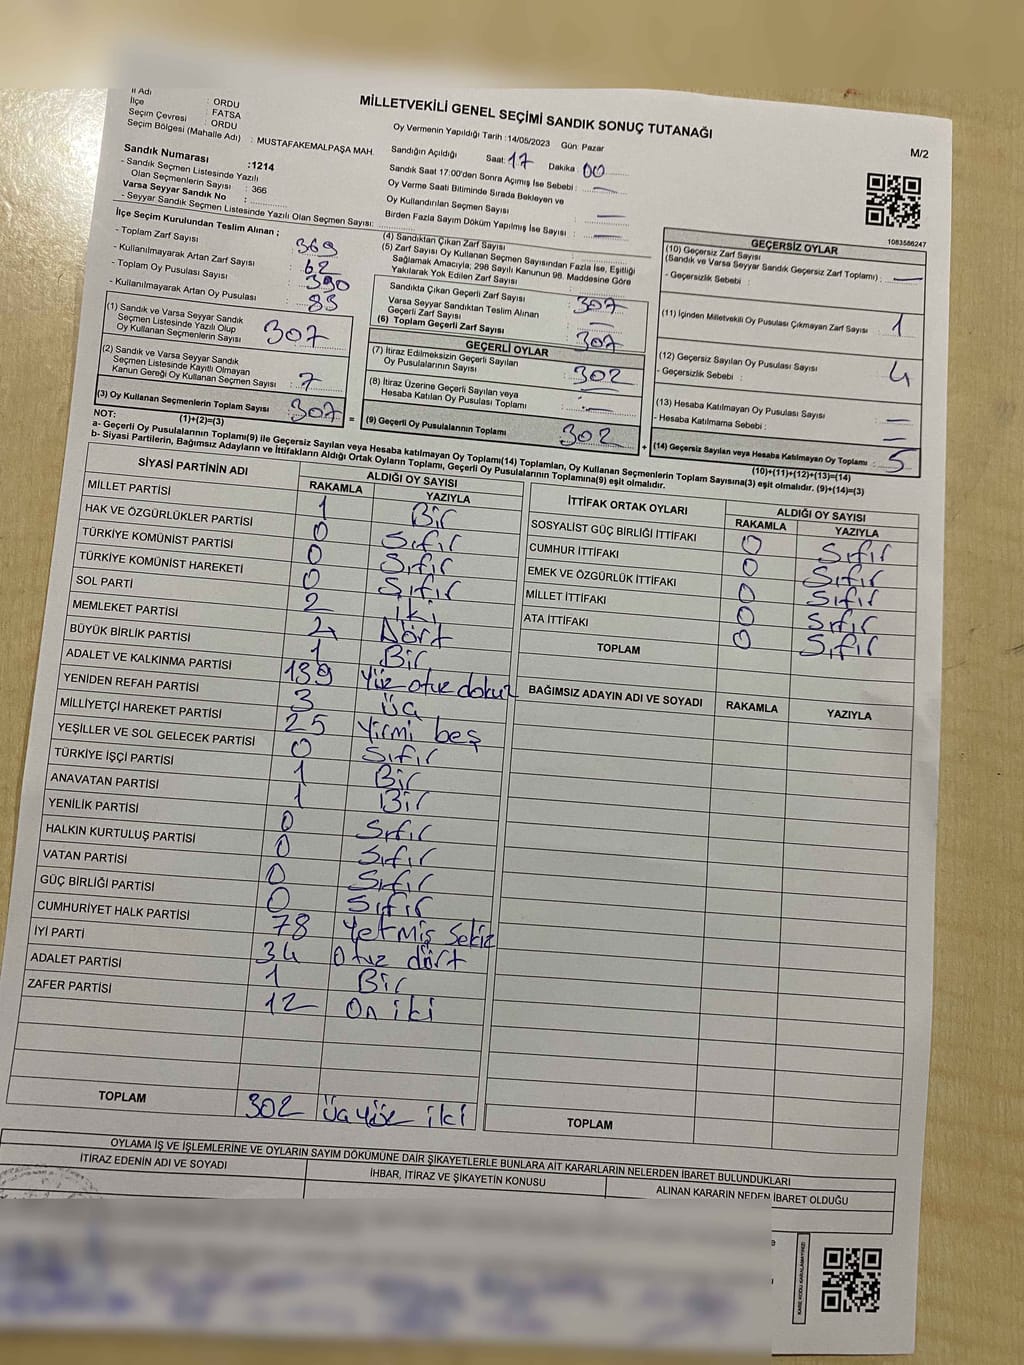 İl Adı : ORDU
İlçe : FATSA
Seçim Çevresi : ORDU
Seçim Bölgesi (Mahalle Adı) : MUSTAFAKEMALPAŞA MAH.
MİLLETVEKİLİ GENEL SEÇİMİ SANDIK SONUÇ TUTANAĞI
M/2
Oy Vermenin Yapıldığı Tarih :14/05/2023 Gün: Pazar
Sandığın Açıldığı Saat: 17 Dakika : 00
Sandık Saat 17.00'den Sonra Açımış İse Sebebi : —
Oy Verme Saati Bitiminde Sırada Bekleyen ve
Oy Kullandırılan Seçmen Sayısı : —
Birden Fazla Sayım Döküm Yapılmış İse Sayısı : —
Sandık Numarası :1214
- Sandık Seçmen Listesinde Yazılı
Olan Seçmenlerin Sayısı : 366
Varsa Seyyar Sandık No :
- Seyyar Sandık Seçmen Listesinde Yazılı Olan Seçmen Sayısı:
1083566247
İlçe Seçim Kurulundan Teslim Alınan ;
- Toplam Zarf Sayısı : 369
- Kullanılmayarak Artan Zarf Sayısı : 62
- Toplam Oy Pusulası Sayısı : 390
- Kullanılmayarak Artan Oy Pusulası : 83
(1) Sandık ve Varsa Seyyar Sandık
Seçmen Listesinde Yazılı Olup
Oy Kullanan Seçmenlerin Sayısı : 307
(2) Sandık ve Varsa Seyyar Sandık
Seçmen Listesinde Kayıtlı Olmayan
Kanun Gereği Oy Kullanan Seçmen Sayısı : 7
(3) Oy Kullanan Seçmenlerin Toplam Sayısı : 307
(1)+(2)=(3)
(4) Sandıktan Çıkan Zarf Sayısı :
(5) Zarf Sayısı Oy Kullanan Seçmen Sayısından Fazla İse, Eşitliği
Sağlamak Amacıyla; 298 Sayılı Kanunun 98. Maddesine Göre
Yakılarak Yok Edilen Zarf Sayısı :
Sandıkta Çıkan Geçerli Zarf Sayısı : 307
Varsa Seyyar Sandıktan Teslim Alınan
Geçerli Zarf Sayısı : —
(6) Toplam Geçerli Zarf Sayısı : 307
GEÇERLİ OYLAR
(7) İtiraz Edilmeksizin Geçerli Sayılan
Oy Pusulalarının Sayısı : 302
(8) İtiraz Üzerine Geçerli Sayılan veya
Hesaba Katılan Oy Pusulası Toplamı : —
= (9) Geçerli Oy Pusulalarının Toplamı : 302
GEÇERSİZ OYLAR
(10) Geçersiz Zarf Sayısı
(Sandık ve Varsa Seyyar Sandık Geçersiz Zarf Toplamı) : —
- Geçersizlik Sebebi :
(11) İçinden Milletvekili Oy Pusulası Çıkmayan Zarf Sayısı : 1
(12) Geçersiz Sayılan Oy Pusulası Sayısı : 4
- Geçersizlik Sebebi :
(13) Hesaba Katılmayan Oy Pusulası Sayısı : —
- Hesaba Katılmama Sebebi : —
+ (14) Geçersiz Sayılan veya Hesaba Katılmayan Oy Toplamı : 5
(10)+(11)+(12)+(13)=(14)
NOT:
a- Geçerli Oy Pusulalarının Toplamı(9) ile Geçersiz Sayılan veya Hesaba katılmayan Oy Toplamı(14) Toplamları, Oy Kullanan Seçmenlerin Toplam Sayısına(3) eşit olmalıdır. (9)+(14)=(3)
b- Siyasi Partilerin, Bağımsız Adayların ve İttifakların Aldığı Ortak Oyların Toplamı, Geçerli Oy Pusulalarının Toplamına(9) eşit olmalıdır.
SİYASİ PARTİNİN ADI ALDIĞI OY SAYISI
RAKAMLA YAZIYLA
MİLLET PARTİSİ 1 Bir
HAK VE ÖZGÜRLÜKLER PARTİSİ 0 Sıfır
TÜRKİYE KOMÜNİST PARTİSİ 0 Sıfır
TÜRKİYE KOMÜNİST HAREKETİ 0 Sıfır
SOL PARTİ 2 İki
MEMLEKET PARTİSİ 4 Dört
BÜYÜK BİRLİK PARTİSİ 1 Bir
ADALET VE KALKINMA PARTİSİ 139 Yüz otuz dokuz
YENİDEN REFAH PARTİSİ 3 üç
MİLLİYETÇİ HAREKET PARTİSİ 25 Yirmi beş
YEŞİLLER VE SOL GELECEK PARTİSİ 0 Sıfır
TÜRKİYE İŞÇİ PARTİSİ 1 Bir
ANAVATAN PARTİSİ 1 Bir
YENİLİK PARTİSİ 0 Sıfır
HALKIN KURTULUŞ PARTİSİ 0 Sıfır
VATAN PARTİSİ 0 Sıfır
GÜÇ BİRLİĞİ PARTİSİ 0 Sıfır
CUMHURİYET HALK PARTİSİ 78 Yetmiş Sekiz
İYİ PARTİ 34 Otuz dört
ADALET PARTİSİ 1 Bir
ZAFER PARTİSİ 12 On iki
TOPLAM 302 üçyüz iki
İTTİFAK ORTAK OYLARI ALDIĞI OY SAYISI
RAKAMLA YAZIYLA
SOSYALİST GÜÇ BİRLİĞİ İTTİFAKI 0 Sıfır
CUMHUR İTTİFAKI 0 Sıfır
EMEK VE ÖZGÜRLÜK İTTİFAKI 0 Sıfır
MİLLET İTTİFAKI 0 Sıfır
ATA İTTİFAKI 0 Sıfır
TOPLAM
BAĞIMSIZ ADAYIN ADI VE SOYADI RAKAMLA YAZIYLA
TOPLAM
OYLAMA İŞ VE İŞLEMLERİNE VE OYLARIN SAYIM DÖKÜMÜNE DAİR ŞİKAYETLERLE BUNLARA AİT KARARLARIN NELERDEN İBARET BULUNDUKLARI
İTİRAZ EDENİN ADI VE SOYADI İHBAR, İTİRAZ VE ŞİKAYETİN KONUSU ALINAN KARARIN NEDEN İBARET OLDUĞU